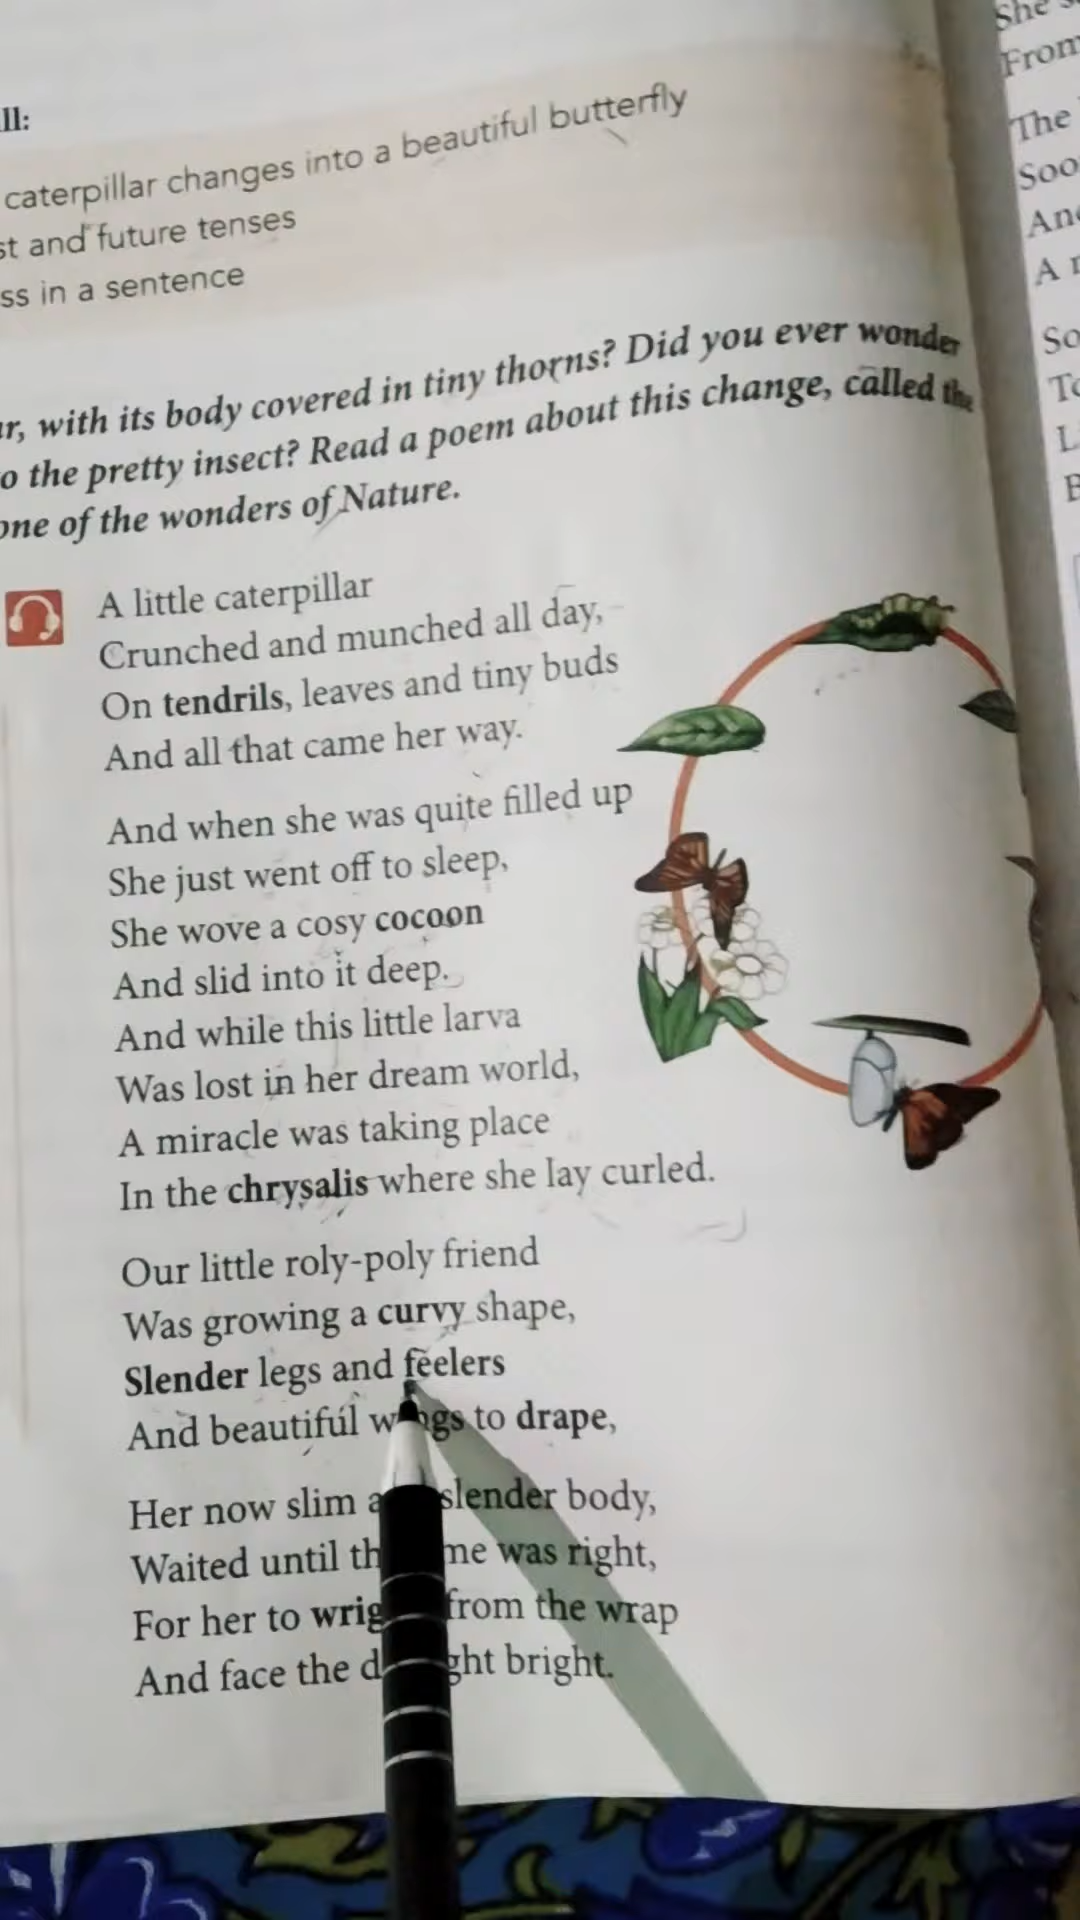 ll:
caterpillar changes into a beautiful butterfly
st and future tenses
ss in a sentence
r, with its body covered in tiny thorns? Did you ever wonder
o the pretty insect? Read a poem about this change, called the
one of the wonders of Nature.
A little caterpillar
Crunched and munched all day,
On tendrils, leaves and tiny buds
And all that came her way.
And when she was quite filled up
She just went off to sleep,
She wove a cosy cocoon
And slid into it deep.
And while this little larva
Was lost in her dream world,
A miracle was taking place
In the chrysalis where she lay curled.
Our little roly-poly friend
Was growing a curvy shape,
Slender legs and feelers
And beautiful wings to drape,
Her now slim slender body,
Waited until was right,
For her to from the wrap
And face the bright.
She
From
The
Soo
And
A
So
To
L
B